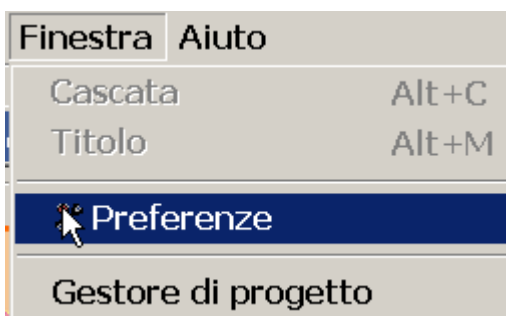 Finestra Aiuto
Cascata Alt+C
Titolo Alt+M
Preferenze
Gestore di progetto